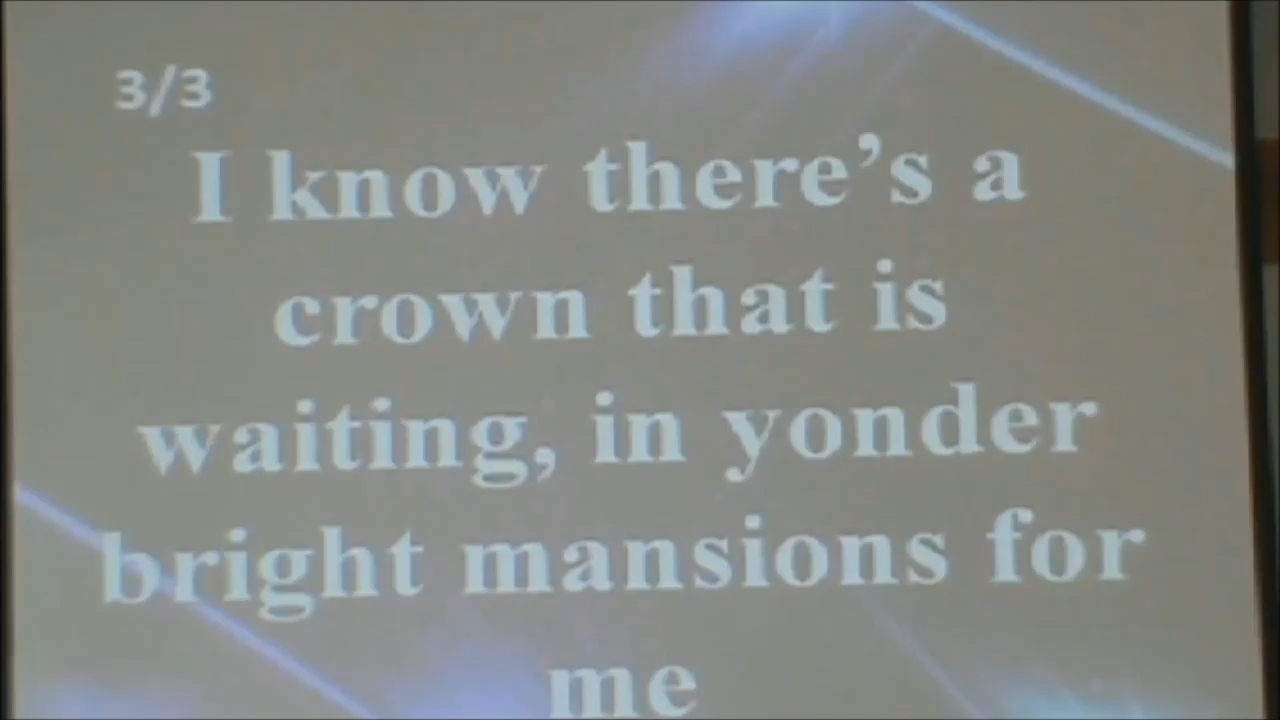 3/3
I know there’s a
crown that is
waiting, in yonder
bright mansions for
me